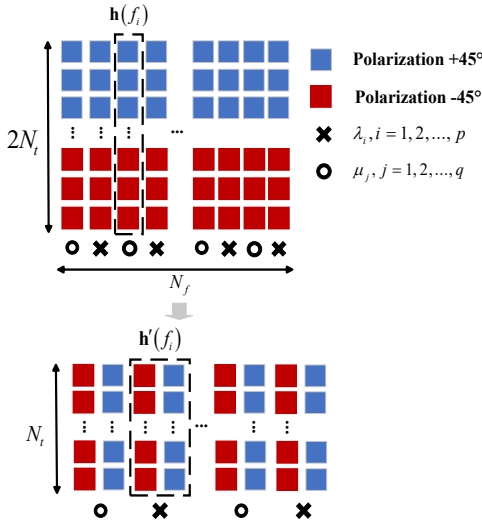 h(f_i)
Polarization +45°
Polarization -45°
2N_t
λ_i, i = 1, 2, ..., p
μ_j, j = 1, 2, ..., q
N_f
h′(f_i)
N_t